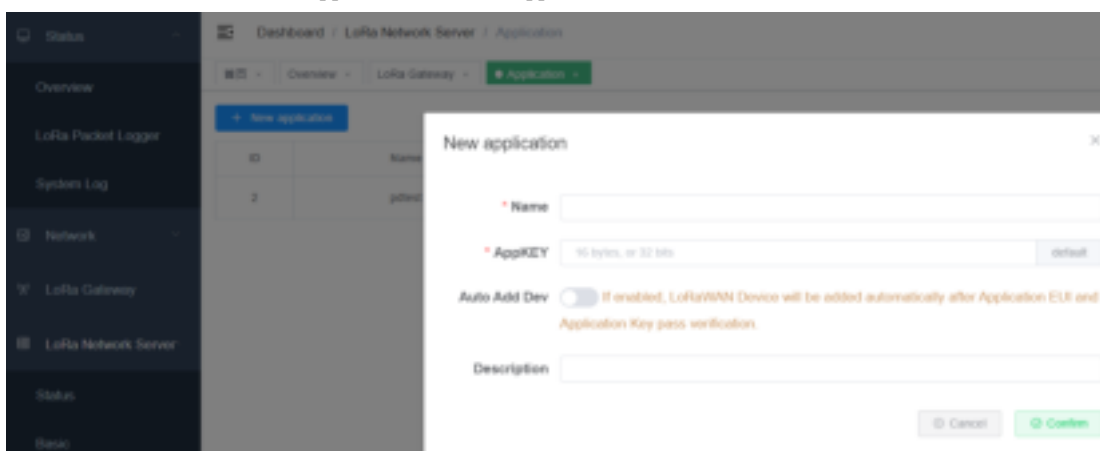 Status
Dashboard / LoRa Network Server / Application
首页
Overview
LoRa Gateway
Application
Overview
+ New application
LoRa Packet Logger
New application
ID
Name
System Log
2
pdtest
* Name
Network
* AppKEY
16 bytes, or 32 bits
default
LoRa Gateway
Auto Add Dev
If enabled, LoRaWAN Device will be added automatically after Application EUI and
Application Key pass verification
LoRa Network Server
Description
Status
Cancel
Confirm
Basic